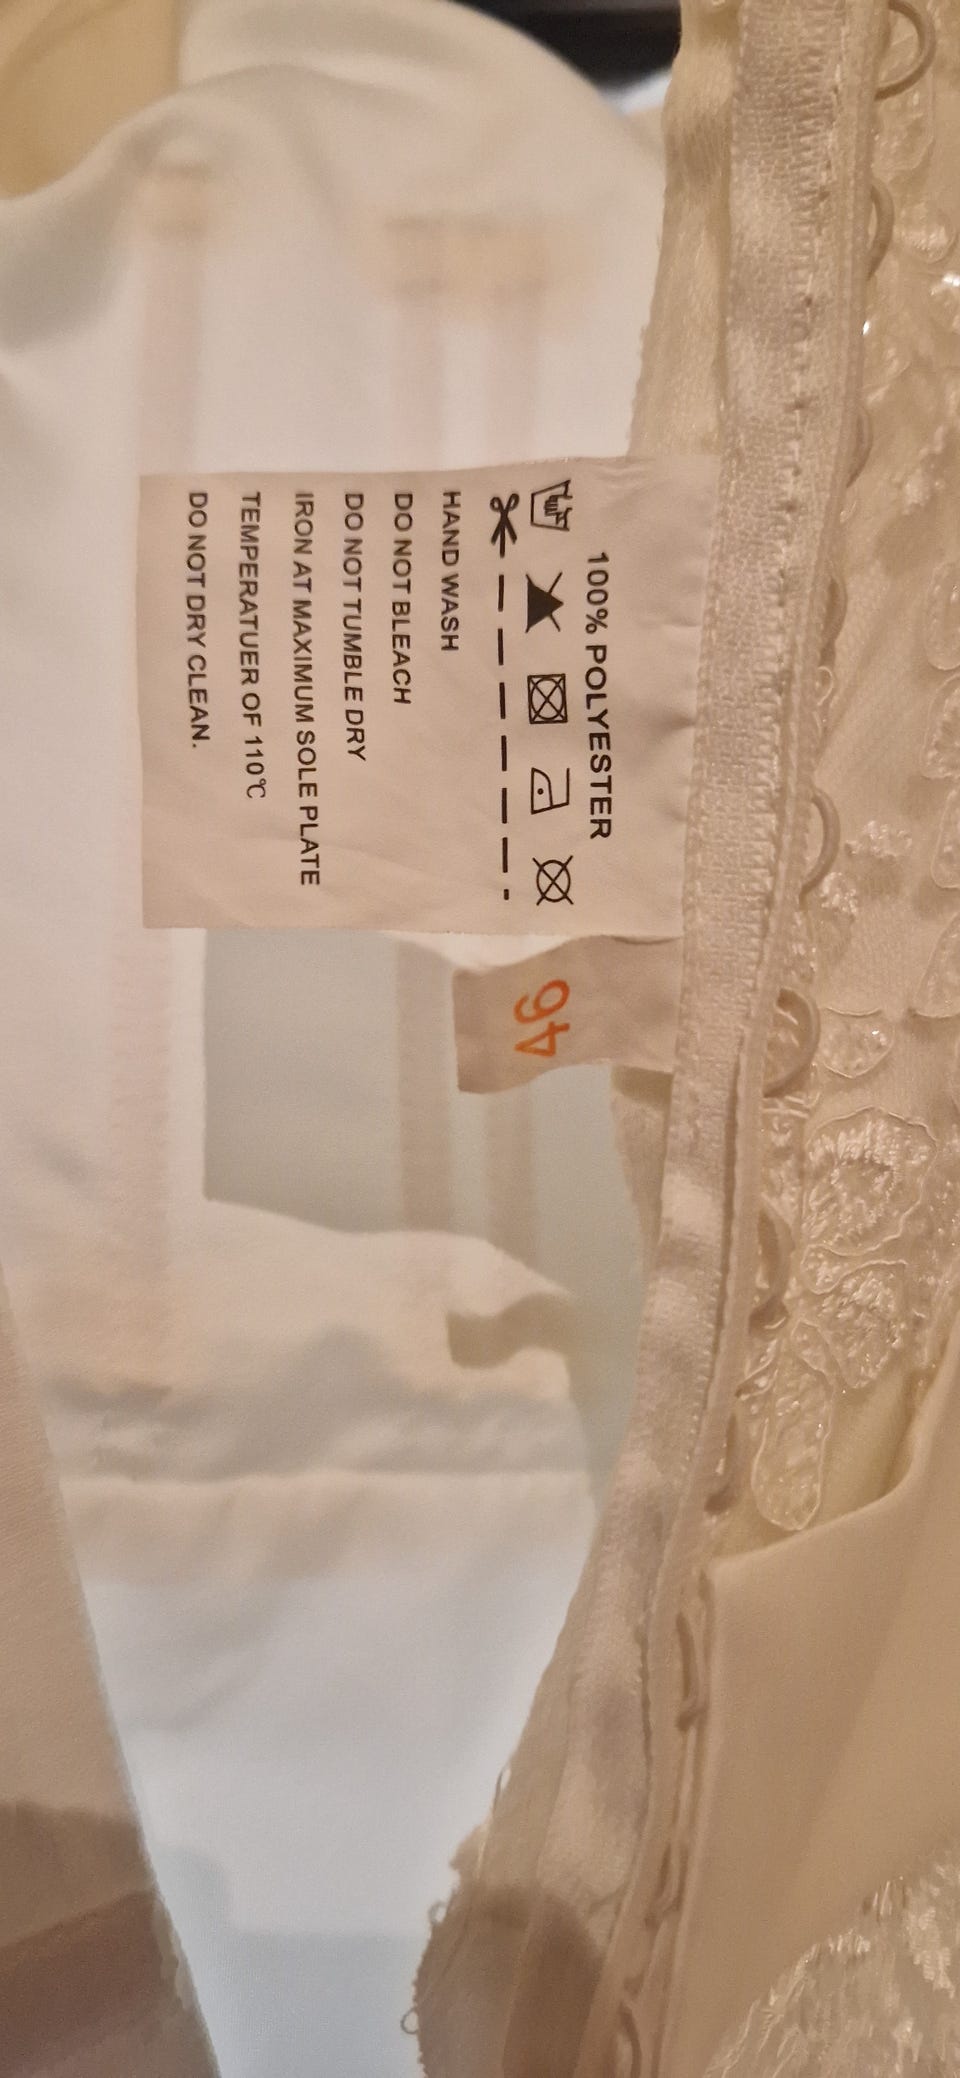 100% POLYESTER
HAND WASH
DO NOT BLEACH
DO NOT TUMBLE DRY
IRON AT MAXIMUM SOLE PLATE
TEMPERATUER OF 110℃
DO NOT DRY CLEAN.
46